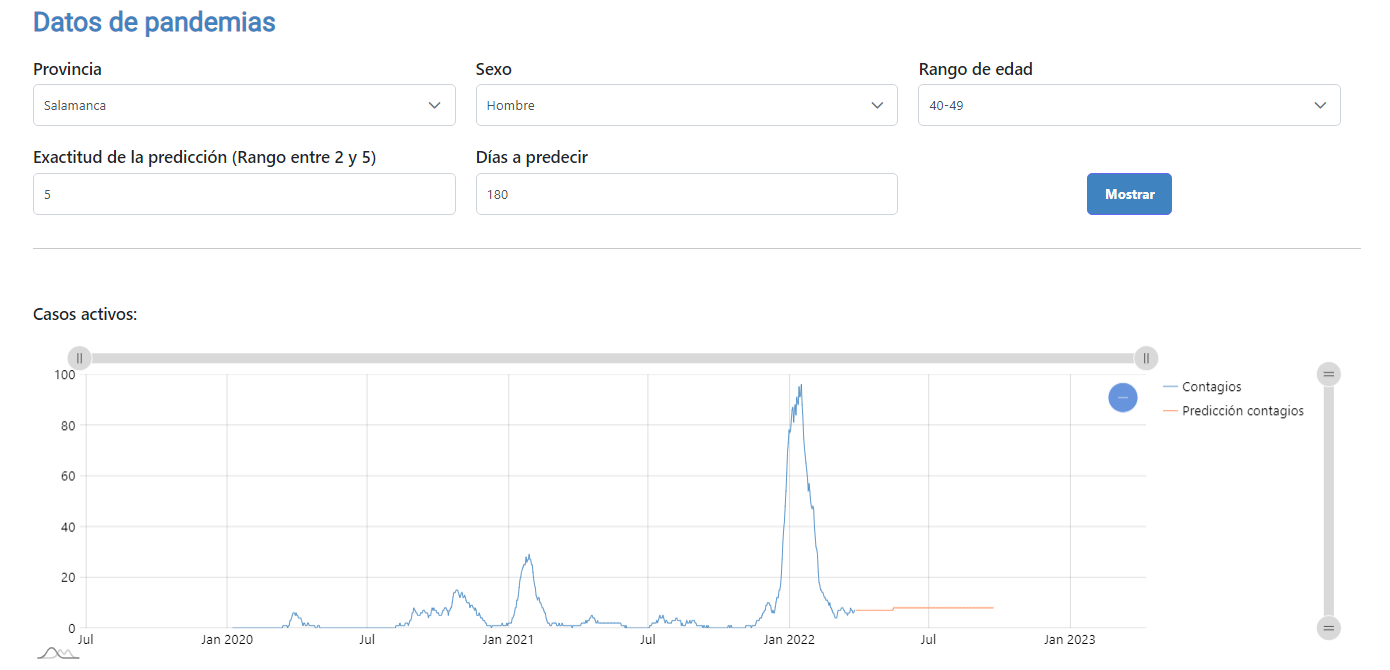 Datos de pandemias
Provincia Sexo Rango de edad
Salamanca Hombre 40-49
Exactitud de la predicción (Rango entre 2 y 5) Días a predecir
5 180 Mostrar
Casos activos:
100
80
60
40
20
0
Contagios
Predicción contagios
Jul Jan 2020 Jul Jan 2021 Jul Jan 2022 Jul Jan 2023